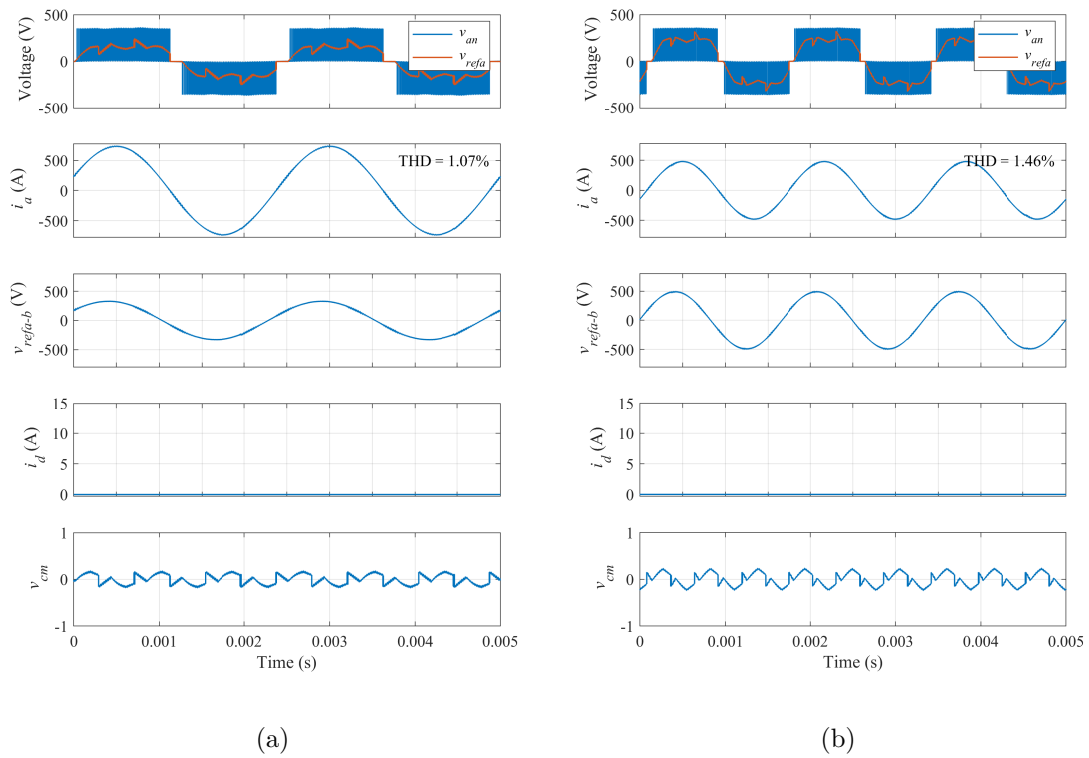 500
0
-500
Voltage (V)
v_an
v_refa
500
0
-500
i_a (A)
THD = 1.07%
500
0
-500
v_refa-b (V)
15
10
5
0
i_d (A)
1
0
-1
v_cm
0 0.001 0.002 0.003 0.004 0.005
Time (s)
(a)
500
0
-500
Voltage (V)
v_an
v_refa
500
0
-500
i_a (A)
THD = 1.46%
500
0
-500
v_refa-b (V)
15
10
5
0
i_d (A)
1
0
-1
v_cm
0 0.001 0.002 0.003 0.004 0.005
Time (s)
(b)